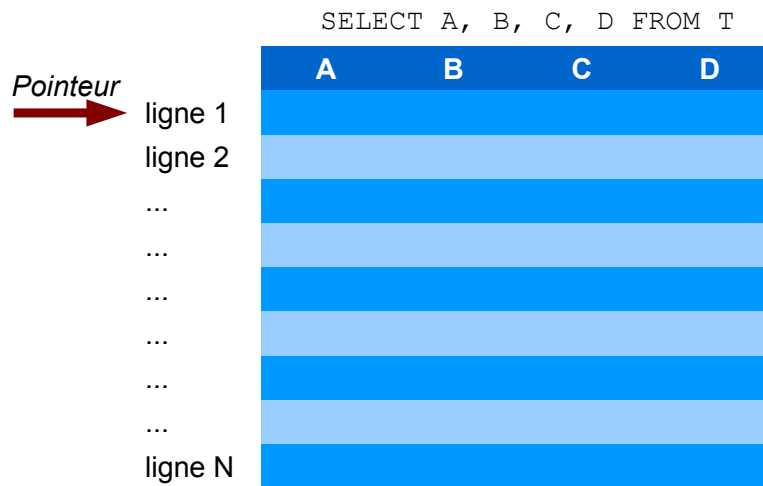 SELECT A, B, C, D FROM T
A B C D
Pointeur
ligne 1
ligne 2
...
...
...
...
...
...
ligne N